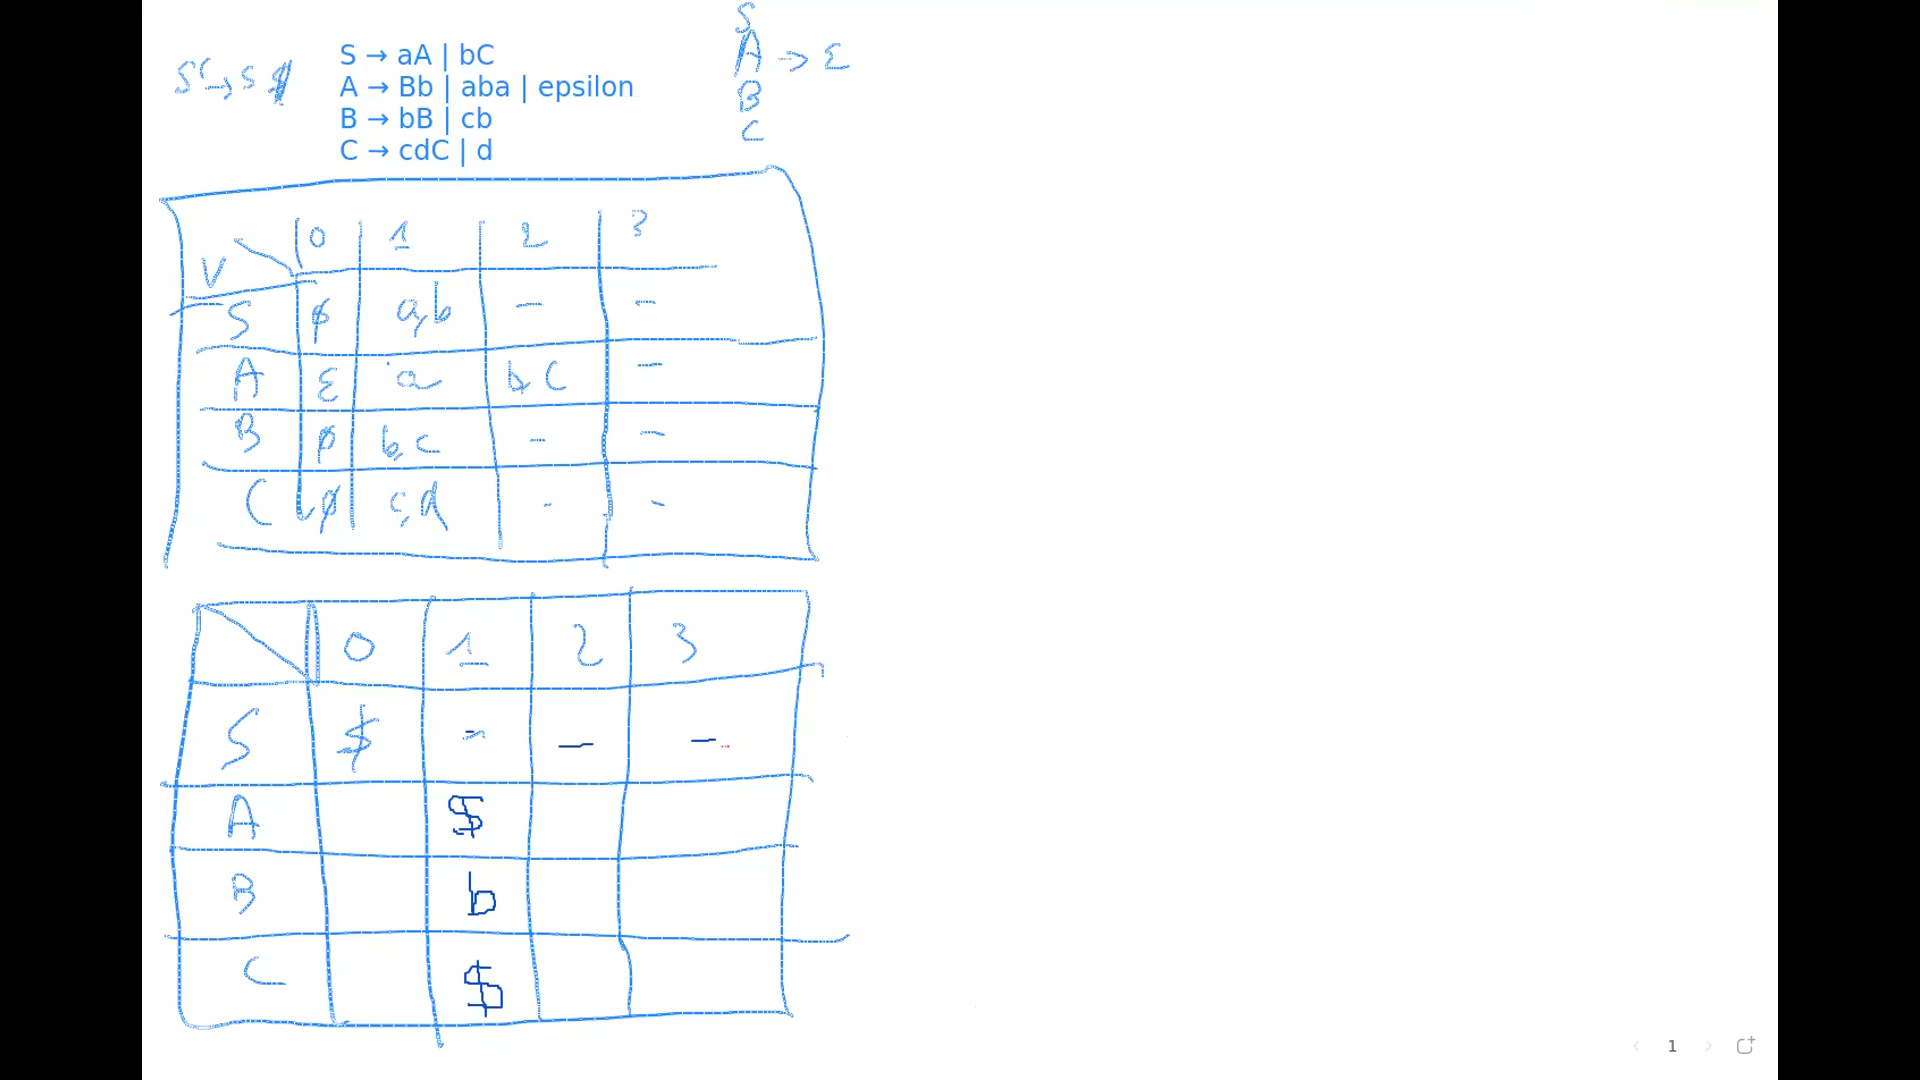 S
S' → S $
S → aA | bC
A → ε
A → Bb | aba | epsilon
B
B → bB | cb
C
C → cdC | d
V 0 1 2 3
S ∅ a,b - -
A ε a b, c -
B ∅ b, c - -
C ∅ c,d - -
0 1 2 3
S $ - - -
A $
B b
C $
1